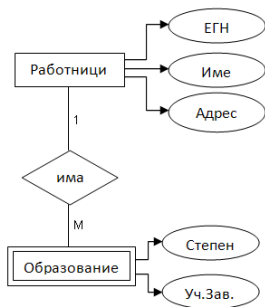 ЕГН
Работници
Име
Адрес
1
има
М
Степен
Образование
Уч.Зав.